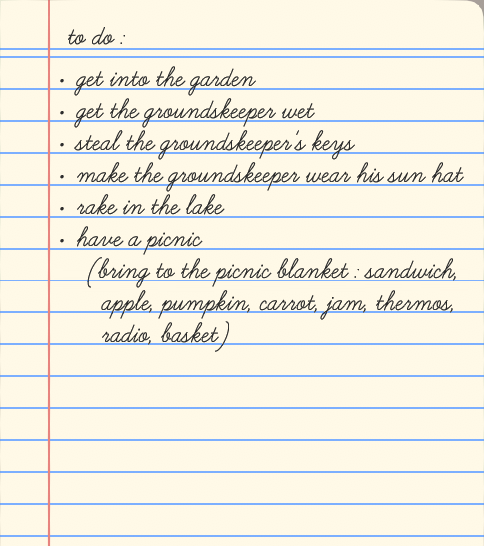 to do :
• get into the garden
• get the groundskeeper wet
• steal the groundskeeper's keys
• make the groundskeeper wear his sun hat
• rake in the lake
• have a picnic
(bring to the picnic blanket : sandwich,
apple, pumpkin, carrot, jam, thermos,
radio, basket)